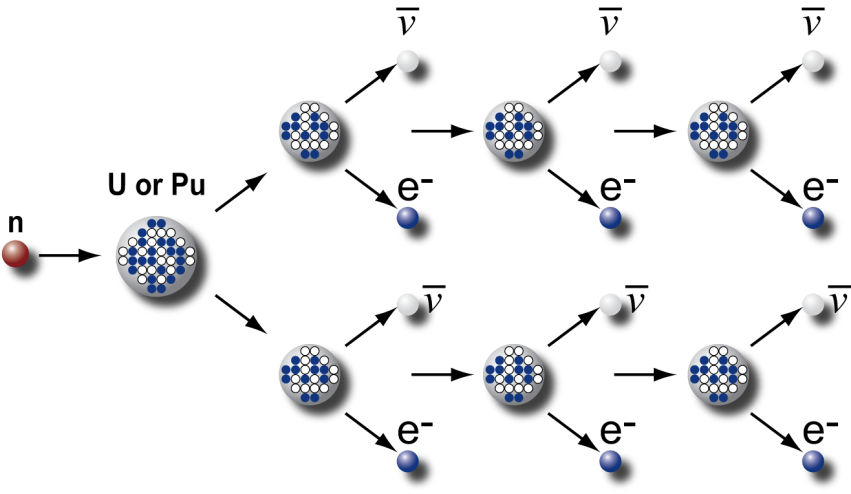 ν̅ ν̅ ν̅
U or Pu
e- e- e-
n
ν̅ ν̅ ν̅
e- e- e-